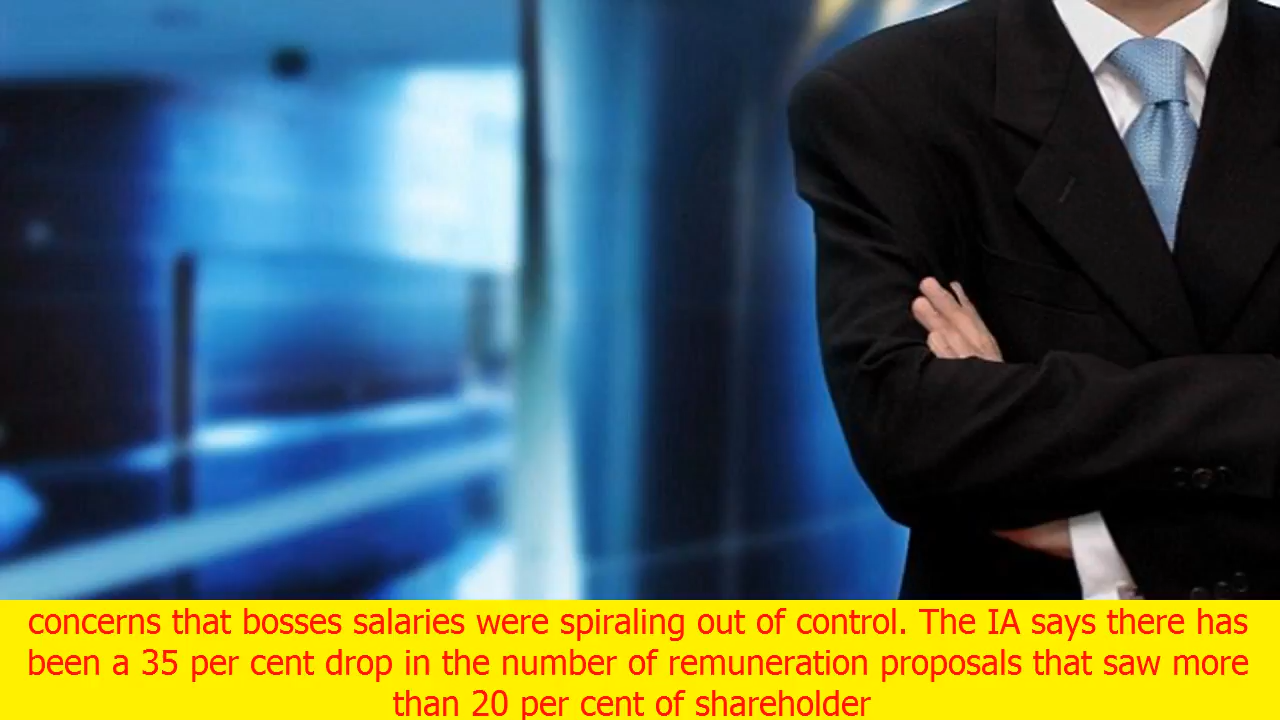 concerns that bosses salaries were spiraling out of control. The IA says there has
been a 35 per cent drop in the number of remuneration proposals that saw more
than 20 per cent of shareholder